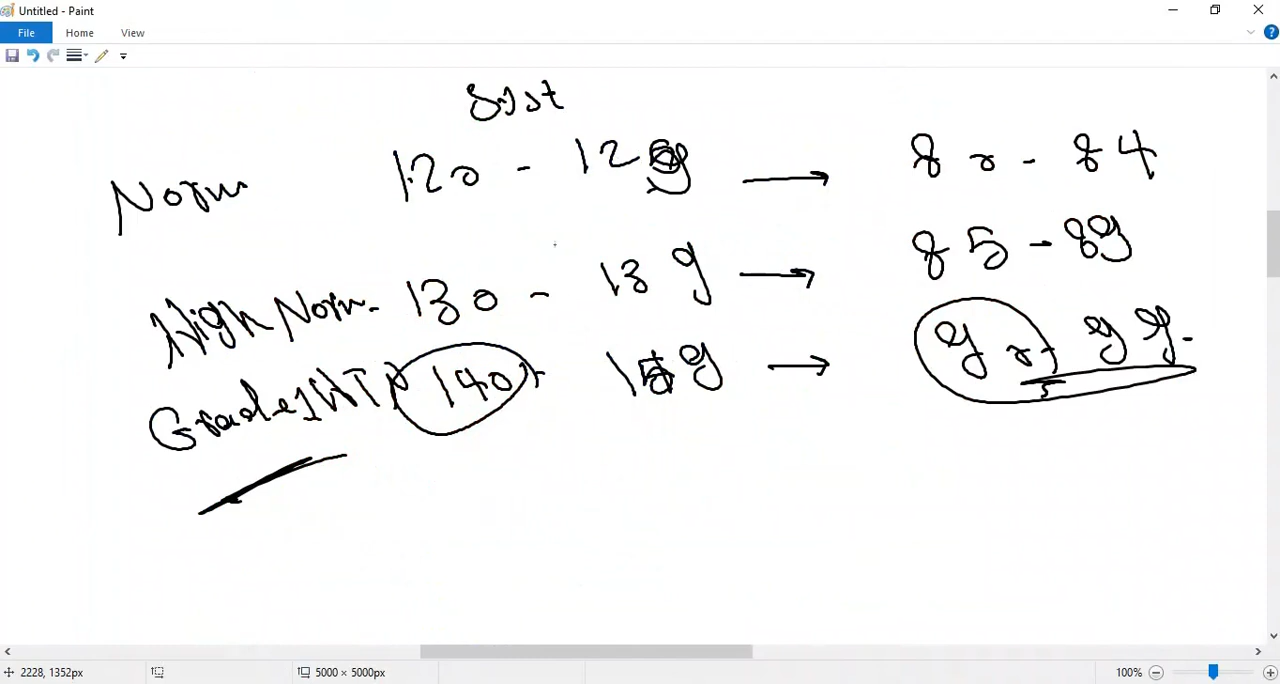 Untitled - Paint
File Home View
Syst
Norm 120 - 129 → 80 - 84
High Norm. 130 - 139 → 85 - 89
Grade 1 HTN 140 - 159 → 90 - 99.
2228, 1352px 5000 × 5000px 100%